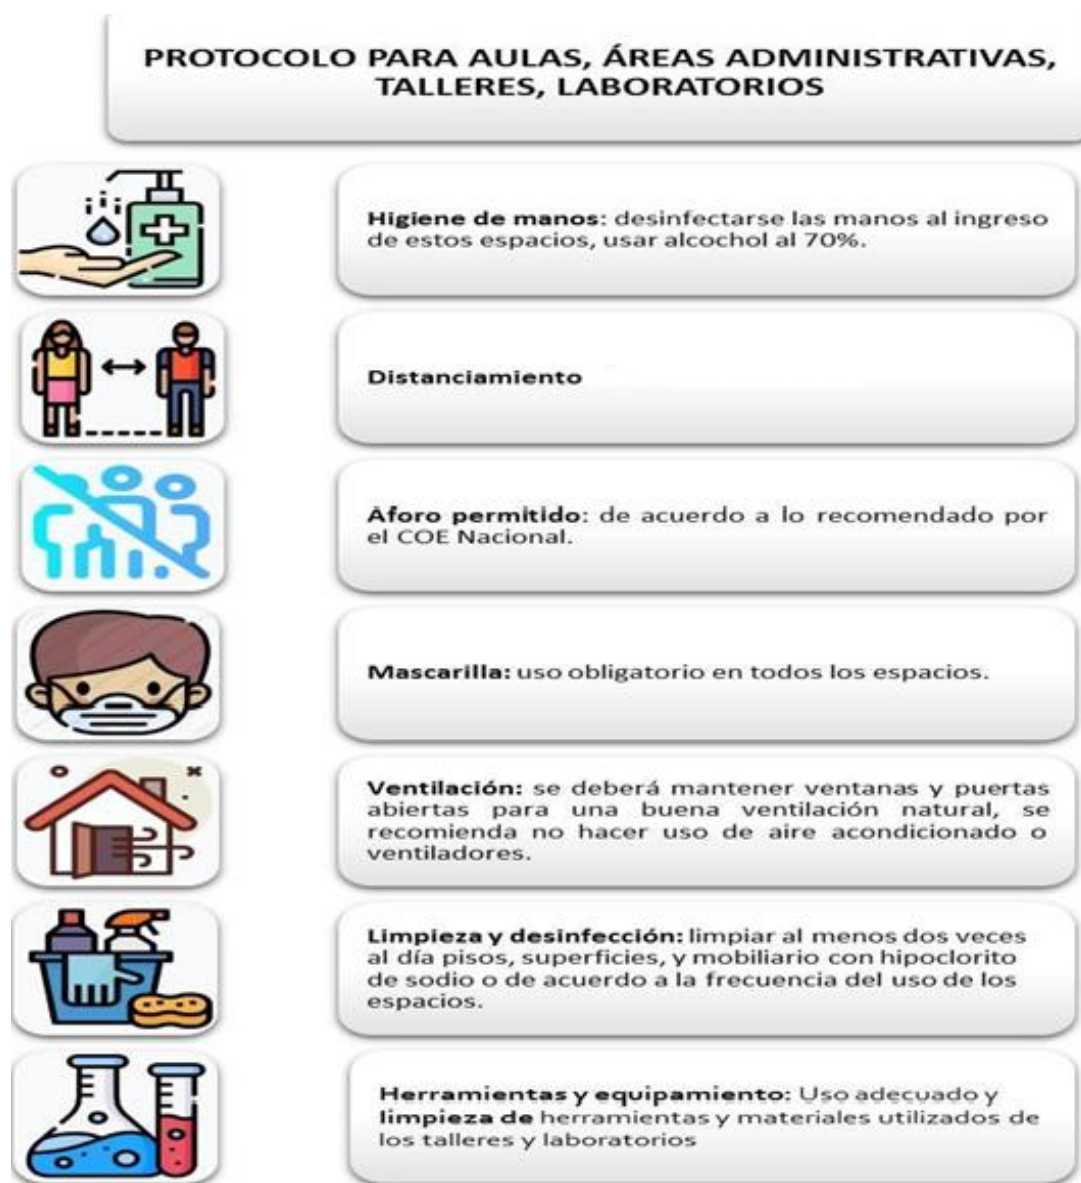 PROTOCOLO PARA AULAS, ÁREAS ADMINISTRATIVAS,
TALLERES, LABORATORIOS
Higiene de manos: desinfectarse las manos al ingreso
de estos espacios, usar alcochol al 70%.
Distanciamiento
Aforo permitido: de acuerdo a lo recomendado por
el COE Nacional.
Mascarilla: uso obligatorio en todos los espacios.
Ventilación: se deberá mantener ventanas y puertas
abiertas para una buena ventilación natural, se
recomienda no hacer uso de aire acondicionado o
ventiladores.
Limpieza y desinfección: limpiar al menos dos veces
al día pisos, superficies, y mobiliario con hipoclorito
de sodio o de acuerdo a la frecuencia del uso de los
espacios.
Herramientas y equipamiento: Uso adecuado y
limpieza de herramientas y materiales utilizados de
los talleres y laboratorios